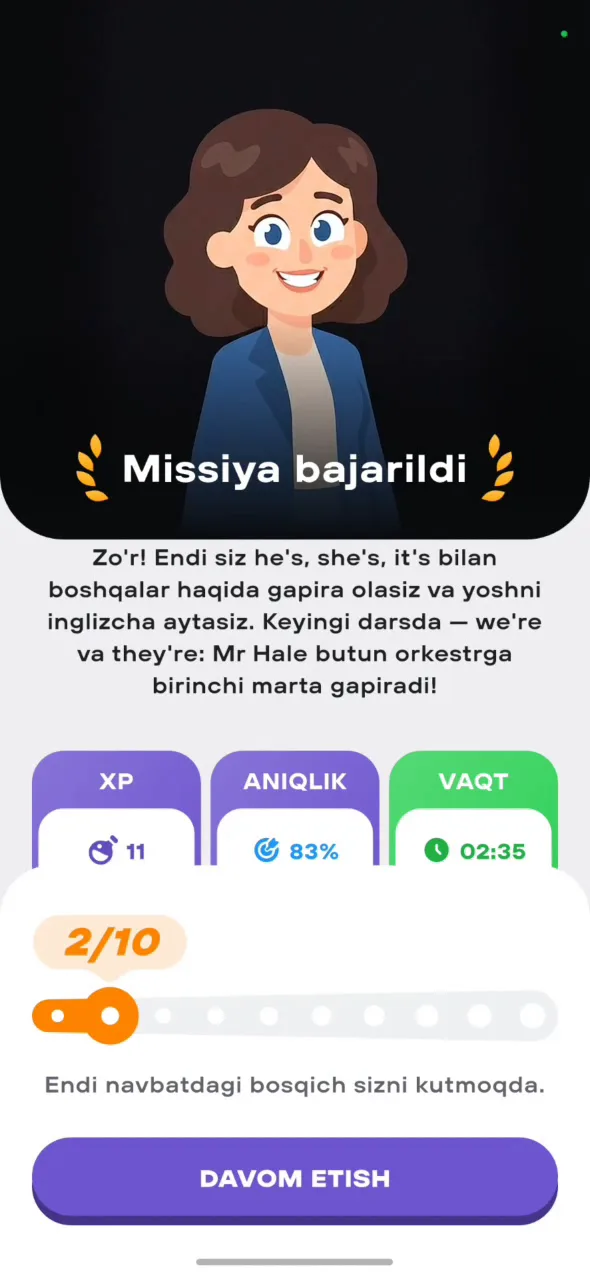 Missiya bajarildi
Zo'r! Endi siz he's, she's, it's bilan
boshqalar haqida gapira olasiz va yoshni
inglizcha aytasiz. Keyingi darsda — we're
va they're: Mr Hale butun orkestrga
birinchi marta gapiradi!
XP
ANIQLIK
VAQT
11
83%
02:35
2/10
Endi navbatdagi bosqich sizni kutmoqda.
DAVOM ETISH